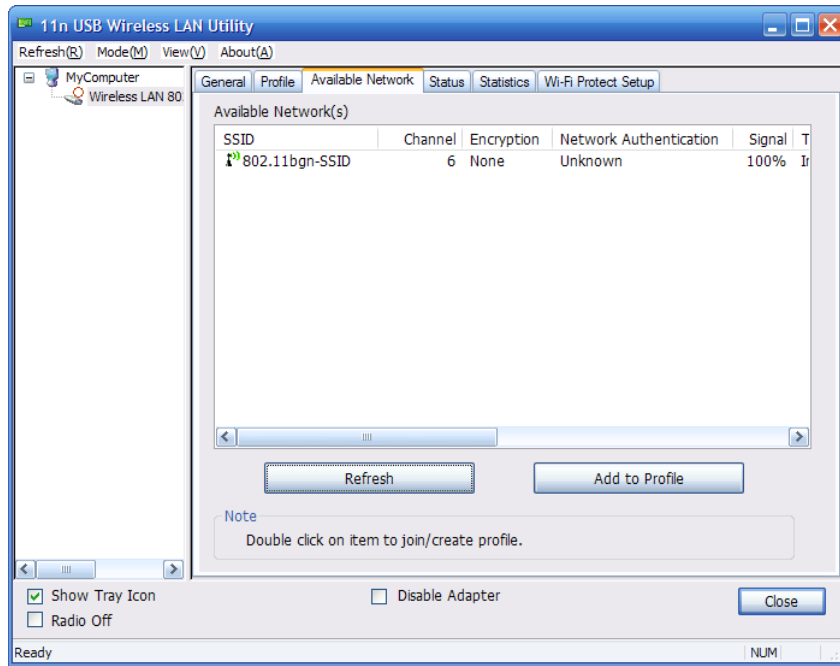 11n USB Wireless LAN Utility
Refresh(R) Mode(M) View(V) About(A)
MyComputer
Wireless LAN 80
General Profile Available Network Status Statistics Wi-Fi Protect Setup
Available Network(s)
SSID Channel Encryption Network Authentication Signal T
802.11bgn-SSID 6 None Unknown 100% Ir
Refresh Add to Profile
Note
Double click on item to join/create profile.
Show Tray Icon Disable Adapter
Radio Off
Close
Ready NUM